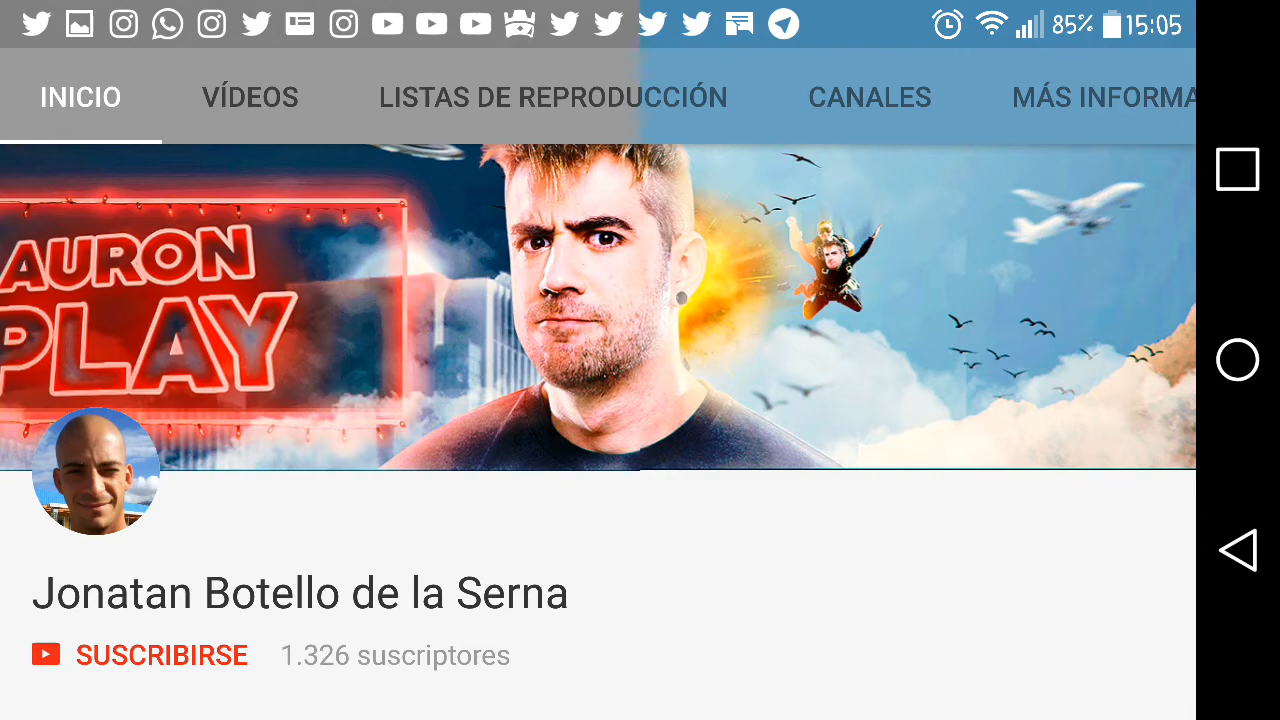 85% 15:05
INICIO VÍDEOS LISTAS DE REPRODUCCIÓN CANALES MÁS INFORMA
AURON
PLAY
Jonatan Botello de la Serna
SUSCRIBIRSE 1.326 suscriptores